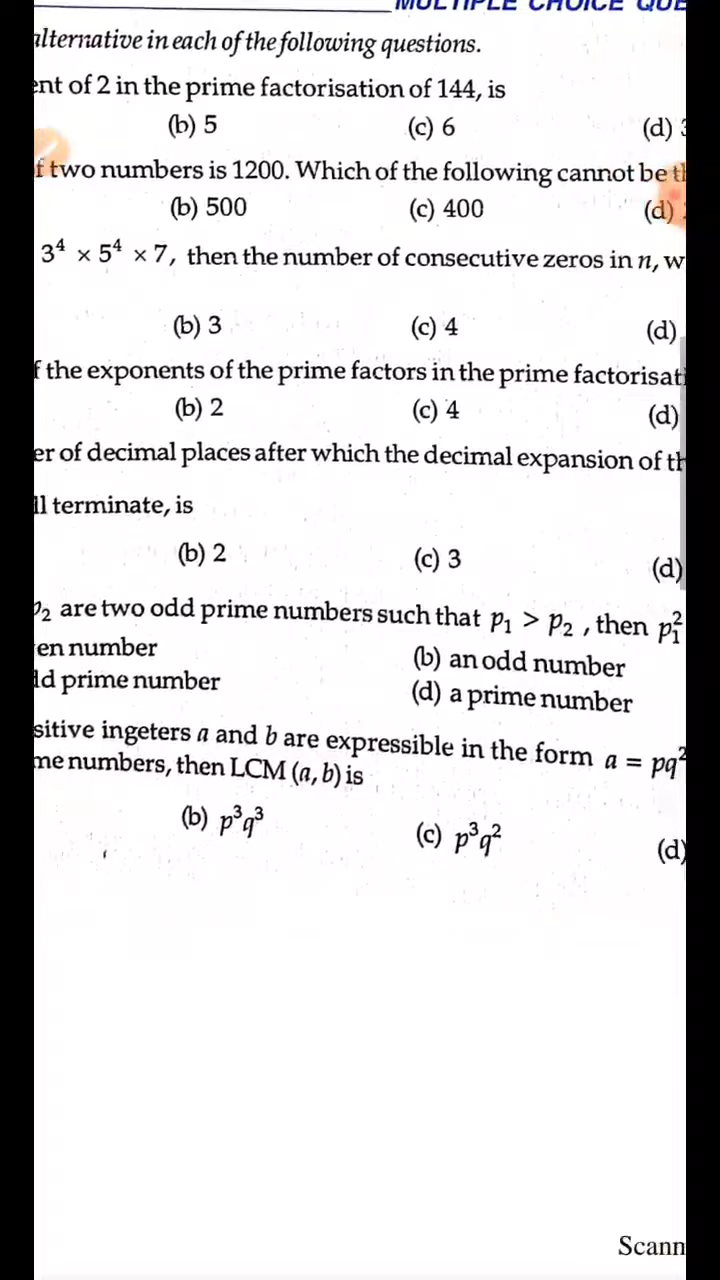 MULTIPLE CHOICE QUE
alternative in each of the following questions.
ent of 2 in the prime factorisation of 144, is
(b) 5 (c) 6 (d) 3
f two numbers is 1200. Which of the following cannot be th
(b) 500 (c) 400 (d)
3⁴ × 5⁴ × 7, then the number of consecutive zeros in n, w
(b) 3 (c) 4 (d)
f the exponents of the prime factors in the prime factorisati
(b) 2 (c) 4 (d)
er of decimal places after which the decimal expansion of th
ll terminate, is
(b) 2 (c) 3 (d)
p₂ are two odd prime numbers such that p₁ > p₂ , then p₁²
en number (b) an odd number
ld prime number (d) a prime number
sitive ingeters a and b are expressible in the form a = pq²
me numbers, then LCM (a, b) is
(b) p³q³ (c) p³q² (d)
Scann